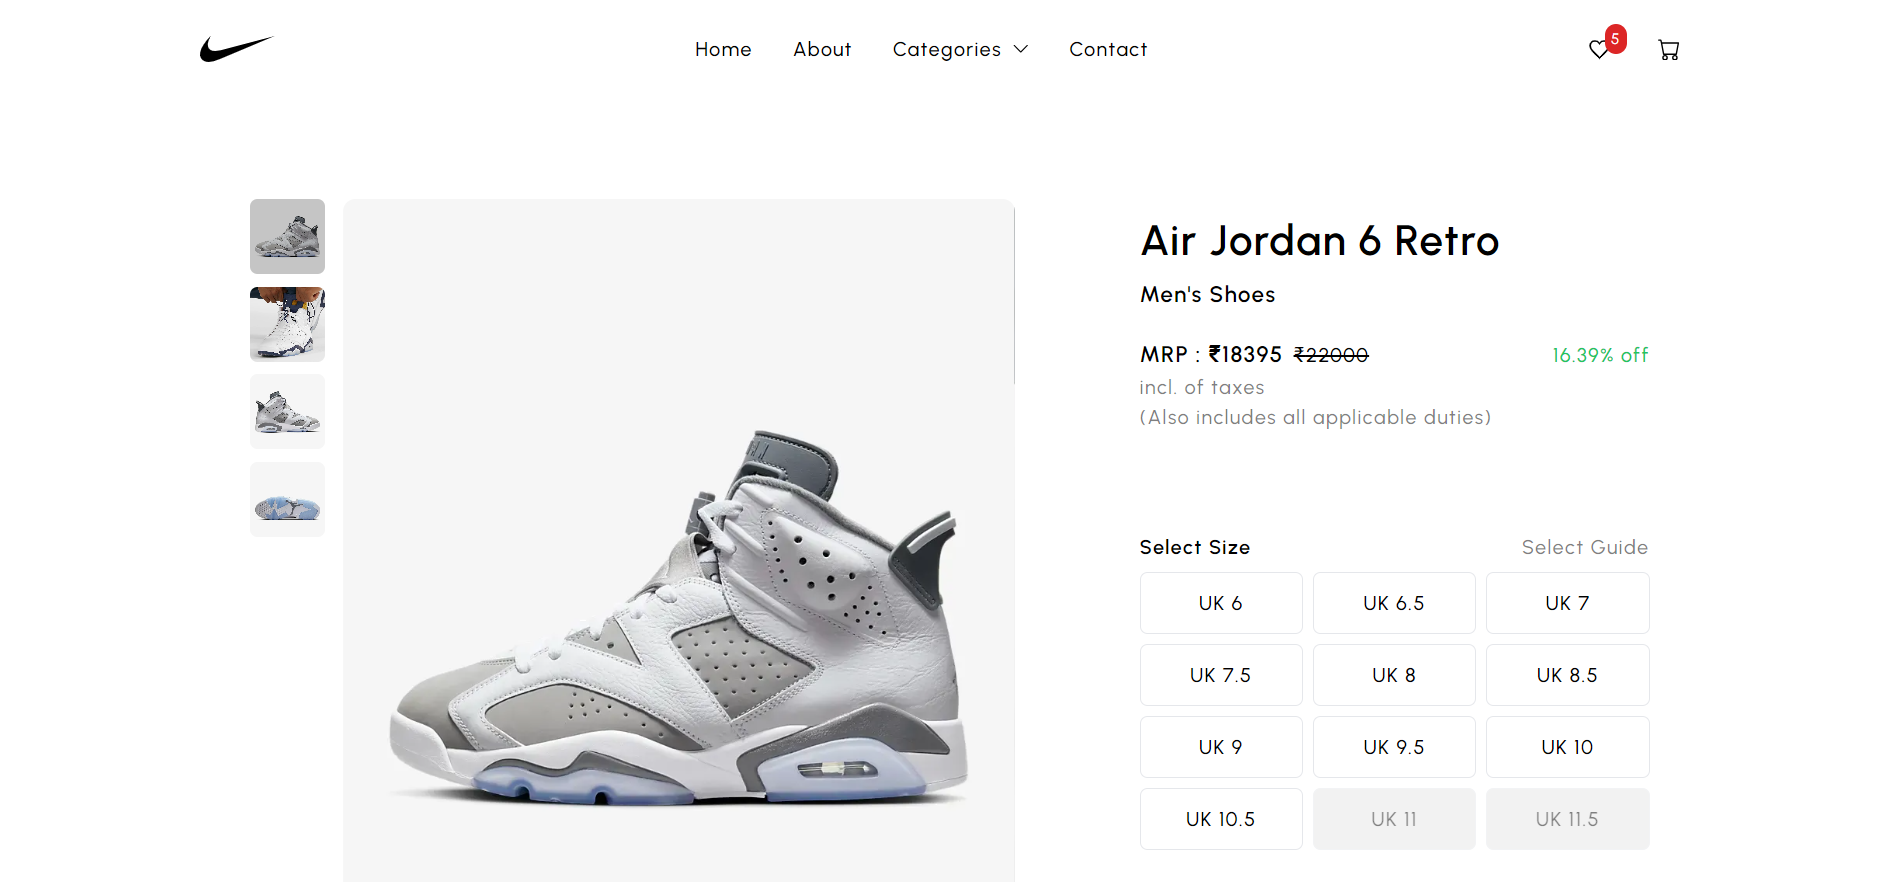 Home About Categories Contact
5
Air Jordan 6 Retro
Men's Shoes
MRP : ₹18395 ₹22000 16.39% off
incl. of taxes
(Also includes all applicable duties)
Select Size Select Guide
UK 6 UK 6.5 UK 7
UK 7.5 UK 8 UK 8.5
UK 9 UK 9.5 UK 10
UK 10.5 UK 11 UK 11.5